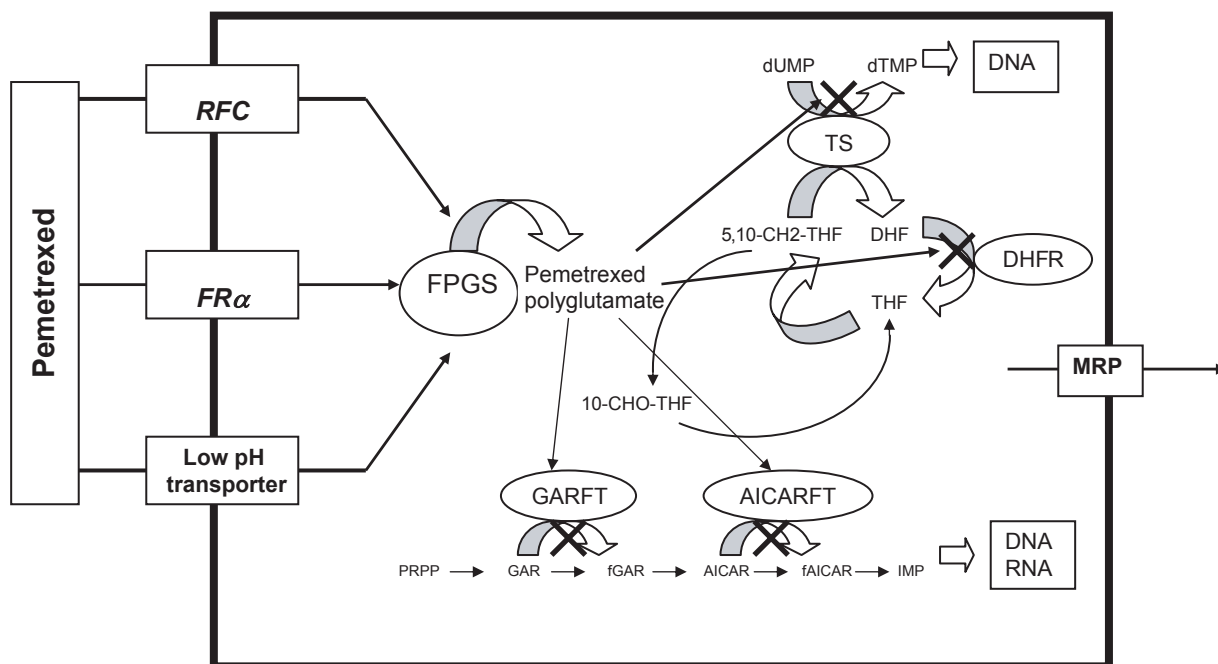 Pemetrexed
RFC
FRα
Low pH
transporter
FPGS
Pemetrexed
polyglutamate
dUMP
dTMP
DNA
TS
5,10-CH2-THF
DHF
DHFR
THF
10-CHO-THF
MRP
GARFT
AICARFT
PRPP
GAR
fGAR
AICAR
fAICAR
IMP
DNA
RNA